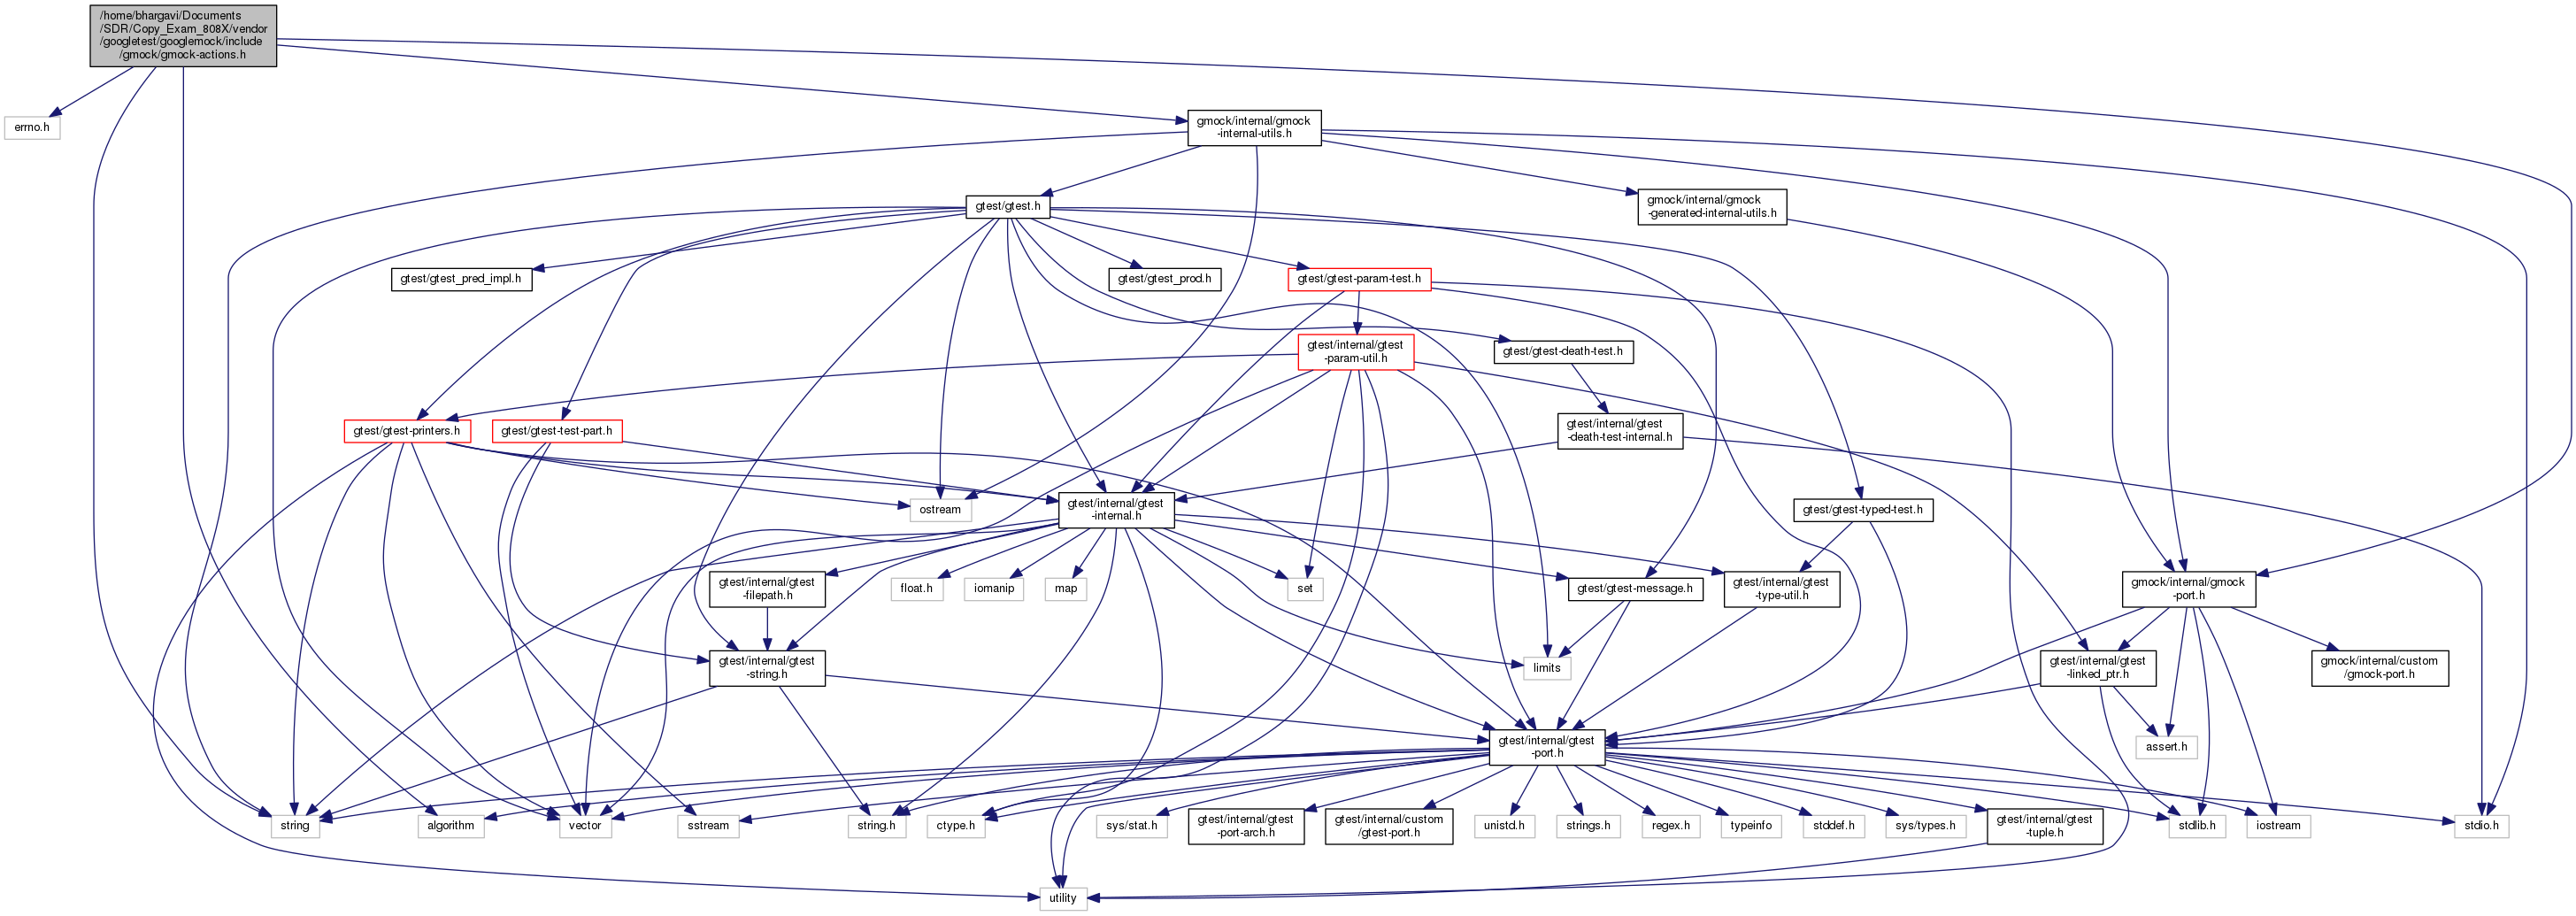 /home/bhargavi/Documents
/SDR/Copy_Exam_808X/vendor
/googletest/googlemock/include
/gmock/gmock-actions.h
errno.h
gmock/internal/gmock
-internal-utils.h
gtest/gtest.h
gmock/internal/gmock
-generated-internal-utils.h
gtest/gtest_pred_impl.h
gtest/gtest_prod.h
gtest/gtest-param-test.h
gtest/internal/gtest
-param-util.h
gtest/gtest-death-test.h
gtest/gtest-printers.h
gtest/gtest-test-part.h
gtest/internal/gtest
-death-test-internal.h
ostream
gtest/internal/gtest
-internal.h
gtest/gtest-typed-test.h
gtest/internal/gtest
-filepath.h
float.h
iomanip
map
set
gtest/gtest-message.h
gtest/internal/gtest
-type-util.h
gmock/internal/gmock
-port.h
gtest/internal/gtest
-string.h
limits
gtest/internal/gtest
-linked_ptr.h
gmock/internal/custom
/gmock-port.h
gtest/internal/gtest
-port.h
assert.h
string
algorithm
vector
sstream
string.h
ctype.h
sys/stat.h
gtest/internal/gtest
-port-arch.h
gtest/internal/custom
/gtest-port.h
unistd.h
strings.h
regex.h
typeinfo
stddef.h
sys/types.h
gtest/internal/gtest
-tuple.h
stdlib.h
iostream
stdio.h
utility